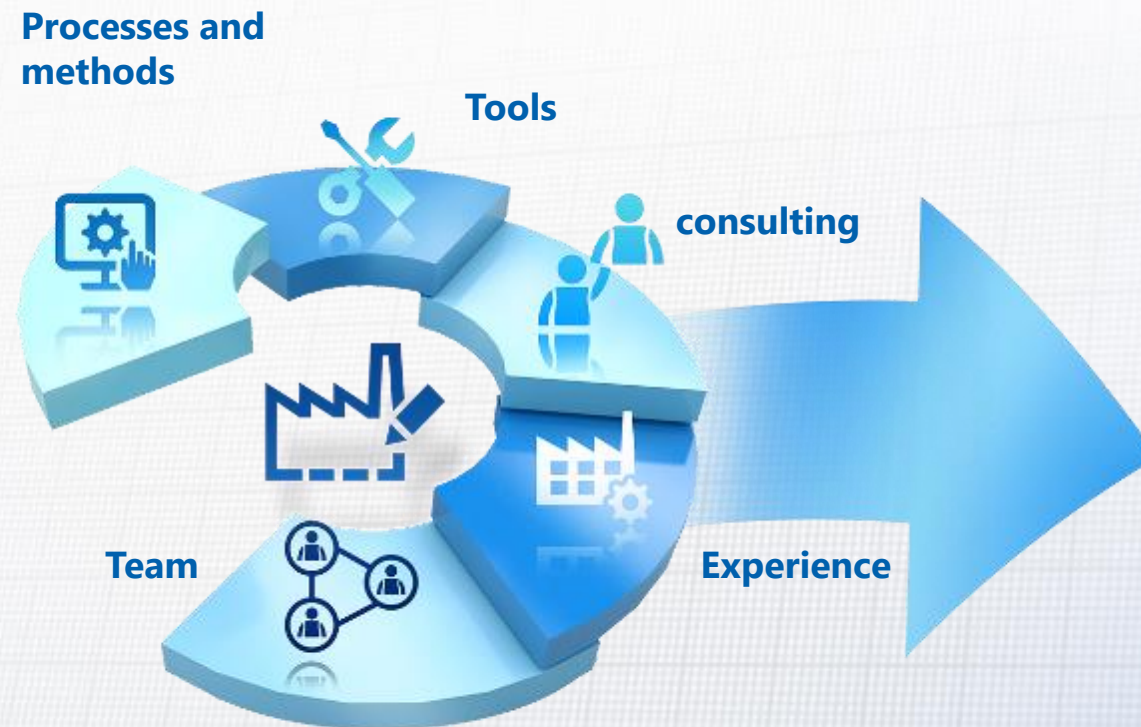 Processes and
methods
Tools
consulting
Team
Experience